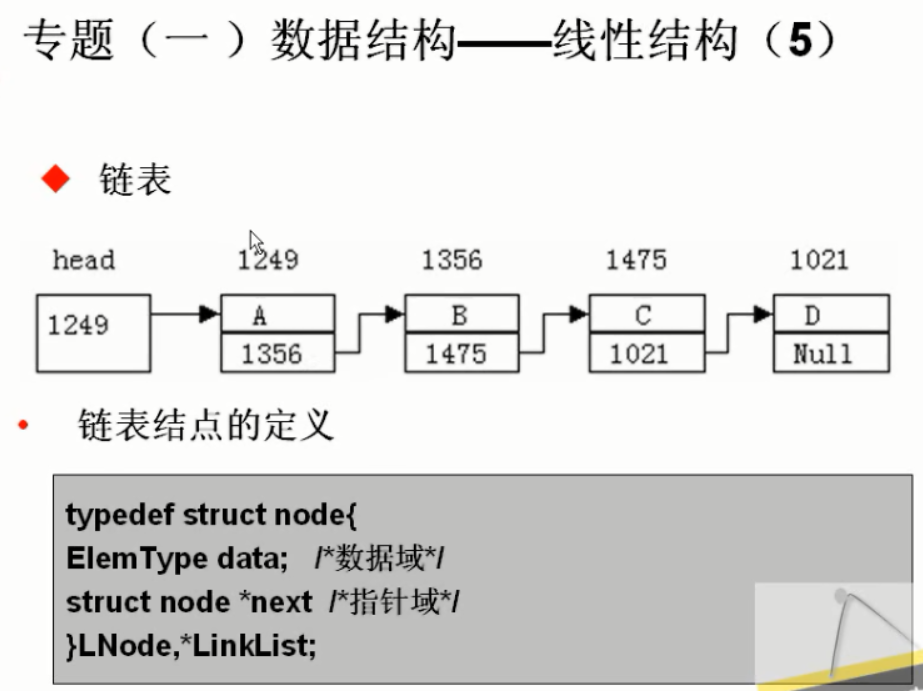 专题（一 ）数据结构——线性结构（5）
◆ 链表
head 1249 1356 1475 1021
1249 A B C D
1356 1475 1021 Null
• 链表结点的定义
typedef struct node{
ElemType data; /*数据域*/
struct node *next /*指针域*/
}LNode,*LinkList;